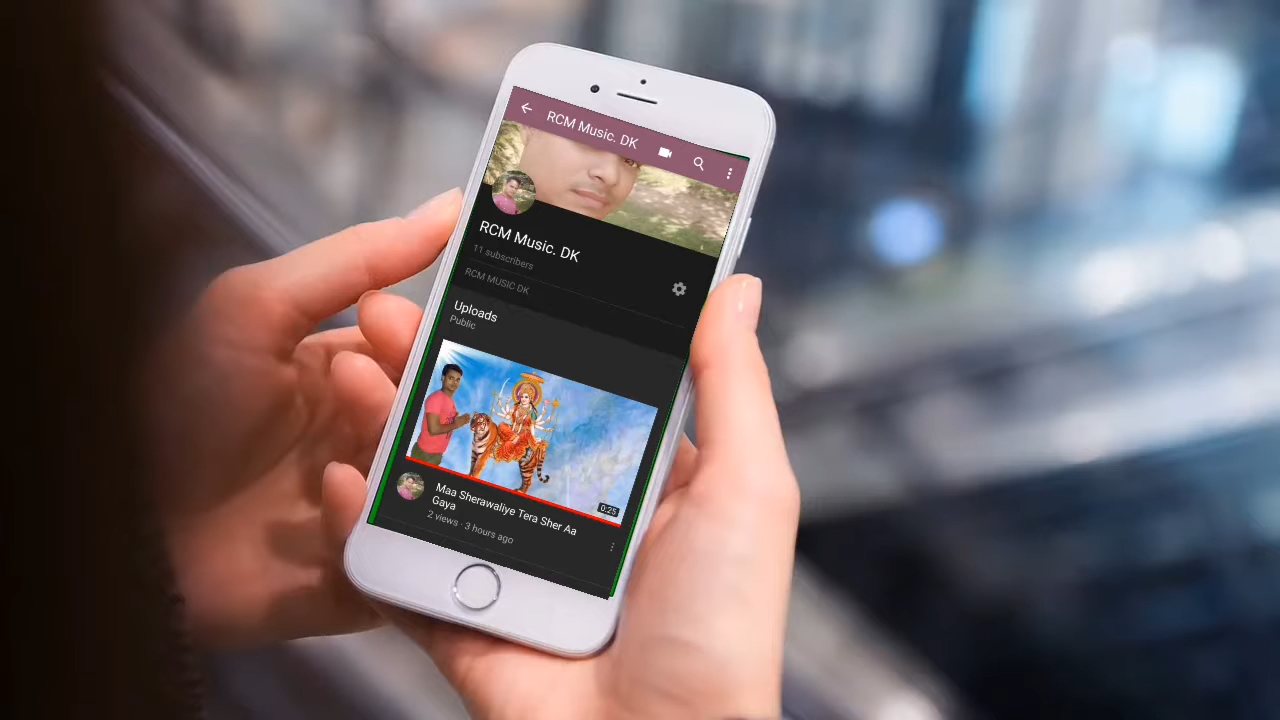 RCM Music. DK
RCM Music. DK
11 subscribers
RCM MUSIC DK
Uploads
Public
0:25
Maa Sherawaliye Tera Sher Aa
Gaya
2 views · 3 hours ago